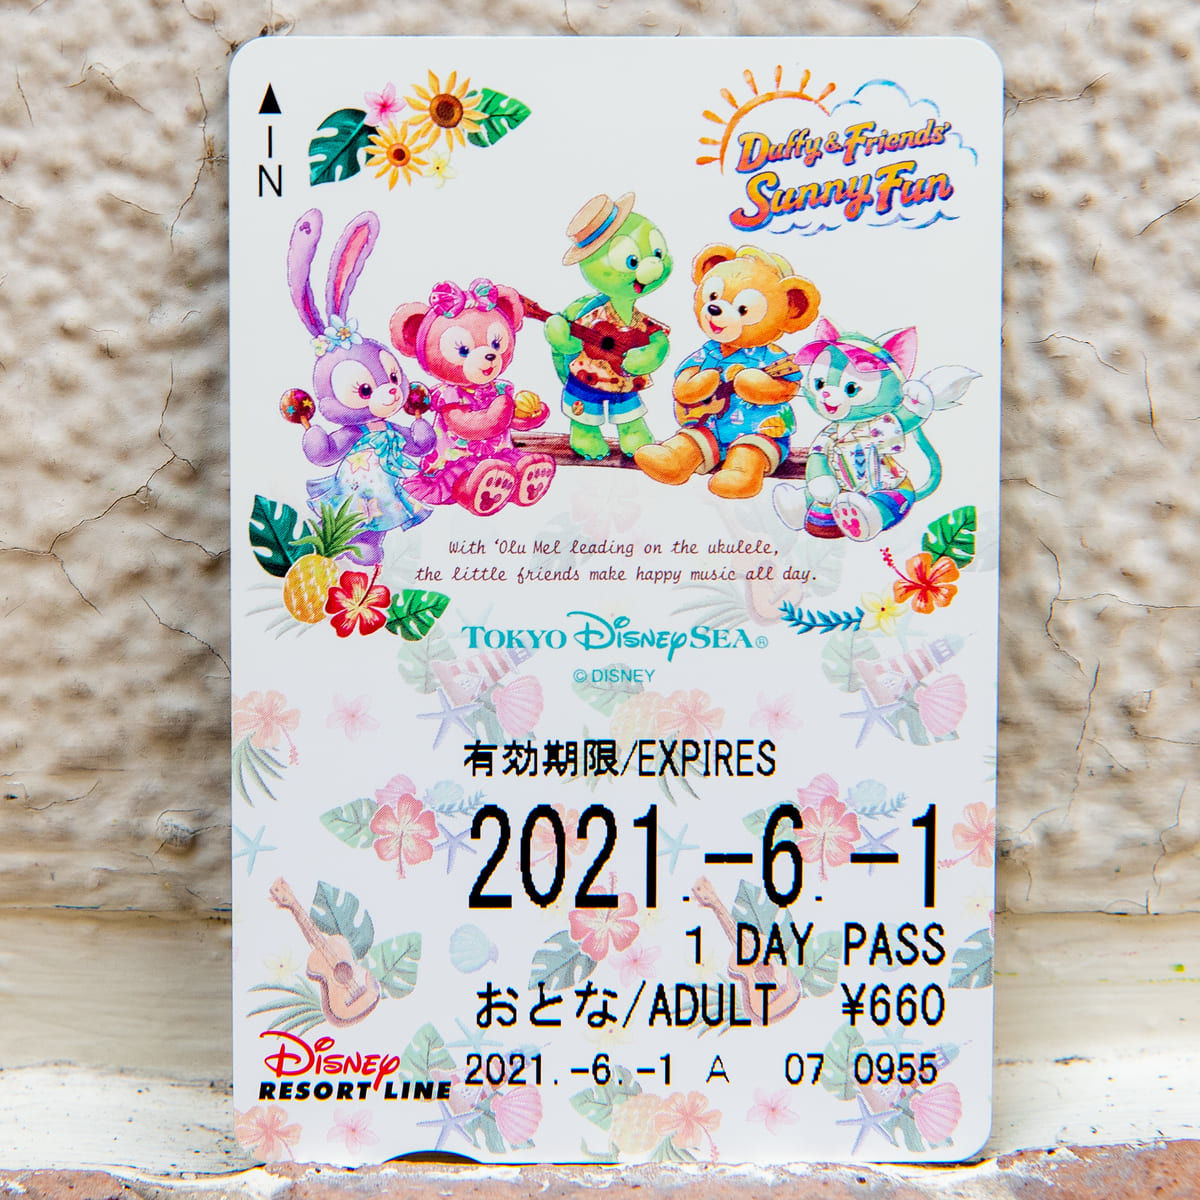 ▲IN
Duffy & Friends'
Sunny Fun
With 'Olu Mel leading on the ukulele,
the little friends make happy music all day.
TOKYO DISNEY SEA®
© DISNEY
有効期限/EXPIRES
2021.-6.-1
1 DAY PASS
おとな/ADULT ¥660
DISNEY
RESORT LINE
2021.-6.-1 A 07 0955